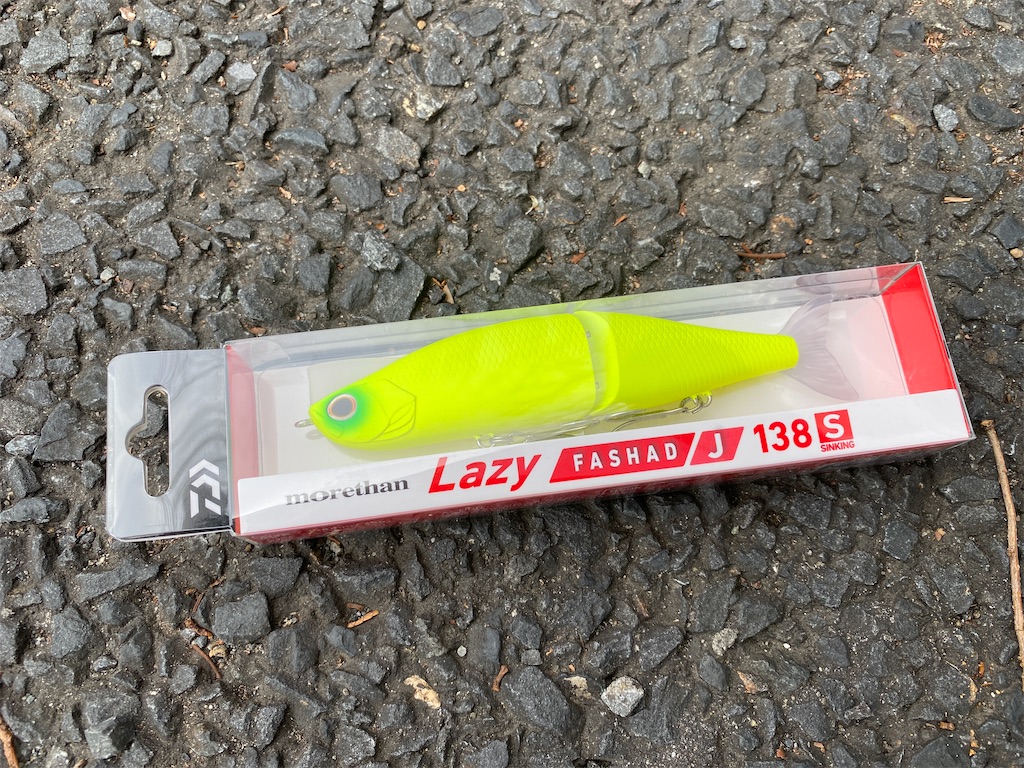 morethan Lazy FASHAD J 138 S
SINKING